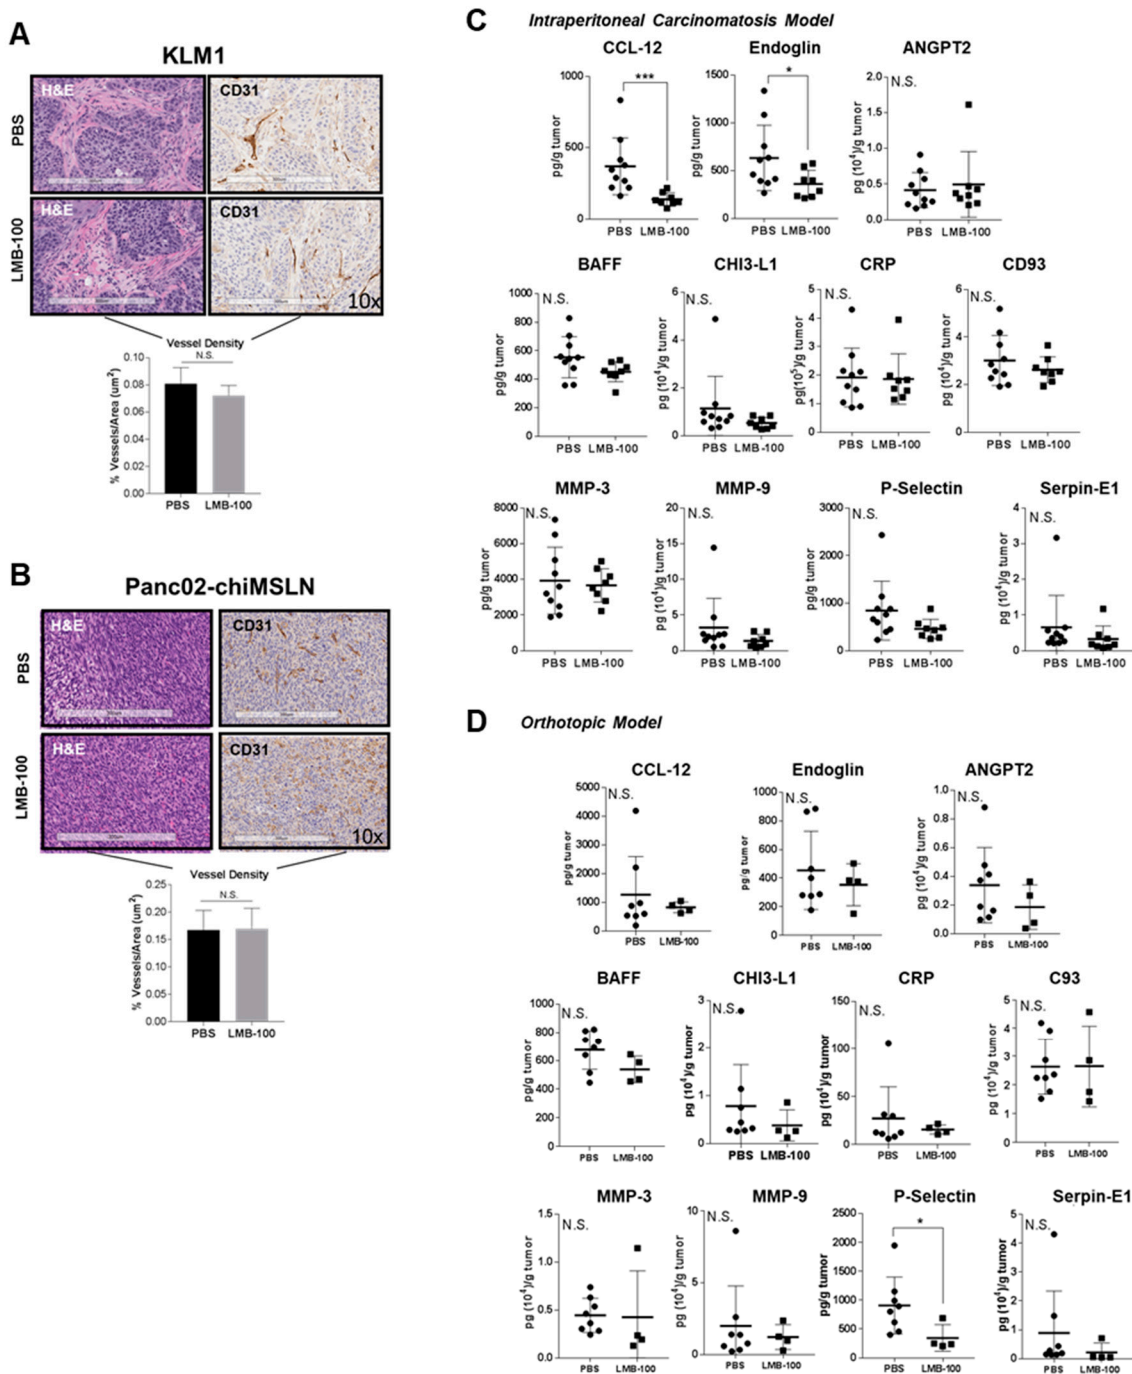 A
KLM1
H&E
CD31
PBS
H&E
CD31
LMB-100
10x
Vessel Density
N.S.
% Vessels/Area (um²)
0.10
0.08
0.06
0.04
0.02
0.00
PBS LMB-100
B
Panc02-chiMSLN
H&E
CD31
PBS
H&E
CD31
LMB-100
10x
Vessel Density
N.S.
% Vessels/Area (um²)
0.25
0.20
0.15
0.10
0.05
0.00
PBS LMB-100
C
Intraperitoneal Carcinomatosis Model
CCL-12
***
pg/g tumor
1000
500
0
PBS LMB-100
Endoglin
*
pg/g tumor
1500
1000
500
0
PBS LMB-100
ANGPT2
N.S.
pg (10⁴)/g tumor
2.0
1.5
1.0
0.5
0.0
PBS LMB-100
BAFF
N.S.
pg/g tumor
1000
800
600
400
200
0
PBS LMB-100
CHI3-L1
N.S.
pg (10⁴)/g tumor
6
4
2
0
PBS LMB-100
CRP
N.S.
pg(10⁵)/g tumor
5
4
3
2
1
0
PBS LMB-100
CD93
N.S.
pg (10⁴)/g tumor
6
4
2
0
PBS LMB-100
MMP-3
N.S.
pg/g tumor
8000
6000
4000
2000
0
PBS LMB-100
MMP-9
N.S.
pg (10⁴)/g tumor
20
15
10
5
0
PBS LMB-100
P-Selectin
N.S.
pg/g tumor
3000
2000
1000
0
PBS LMB-100
Serpin-E1
N.S.
pg (10⁴)/g tumor
4
3
2
1
0
PBS LMB-100
D
Orthotopic Model
CCL-12
N.S.
pg/g tumor
5000
4000
3000
2000
1000
0
PBS LMB-100
Endoglin
N.S.
pg/g tumor
1000
800
600
400
200
0
PBS LMB-100
ANGPT2
N.S.
pg (10⁴)/g tumor
1.0
0.8
0.6
0.4
0.2
0.0
PBS LMB-100
BAFF
N.S.
pg/g tumor
1000
800
600
400
200
0
PBS LMB-100
CHI3-L1
N.S.
pg (10⁴)/g tumor
3
2
1
0
PBS LMB-100
CRP
N.S.
pg (10⁴)/g tumor
150
100
50
0
PBS LMB-100
C93
N.S.
pg (10⁴)/g tumor
5
4
3
2
1
0
PBS LMB-100
MMP-3
N.S.
pg (10⁴)/g tumor
1.5
1.0
0.5
0.0
PBS LMB-100
MMP-9
N.S.
pg (10⁴)/g tumor
10
5
0
PBS LMB-100
P-Selectin
*
pg/g tumor
2500
2000
1500
1000
500
0
PBS LMB-100
Serpin-E1
N.S.
pg (10⁴)/g tumor
5
4
3
2
1
0
PBS LMB-100